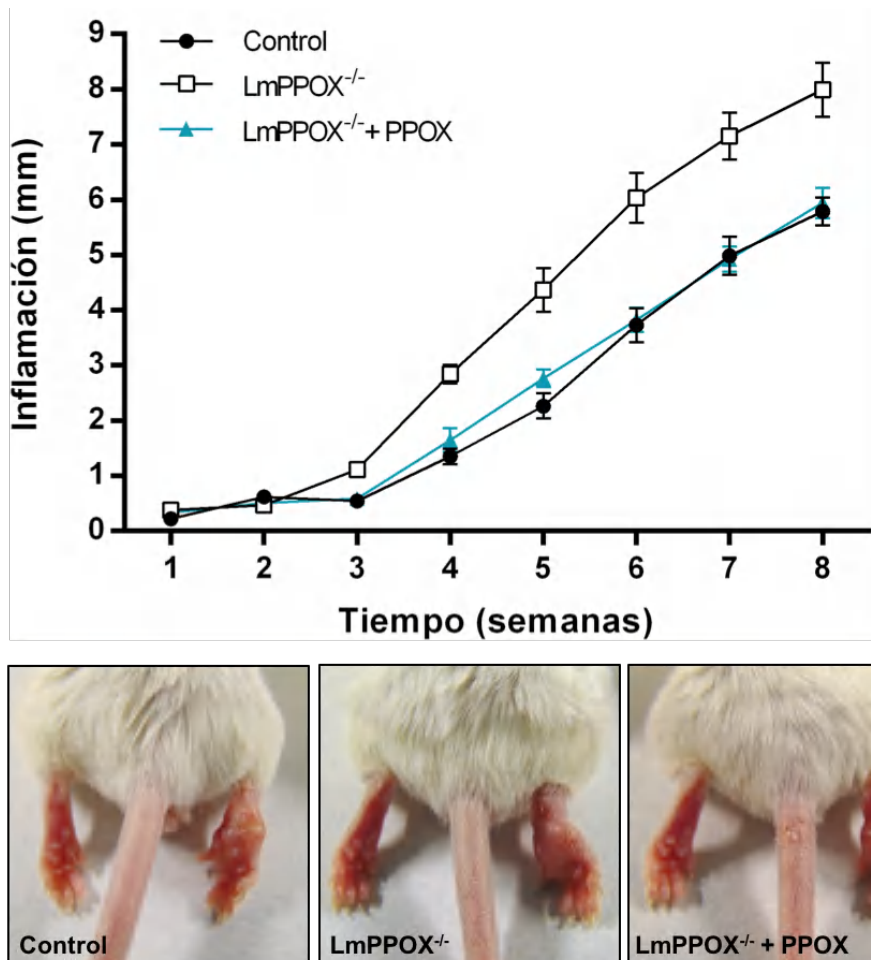 9
8
7
6
5
4
3
2
1
0
Inflamación (mm)
Control
LmPPOX-/-
LmPPOX-/- + PPOX
1 2 3 4 5 6 7 8
Tiempo (semanas)
Control
LmPPOX-/-
LmPPOX-/- + PPOX